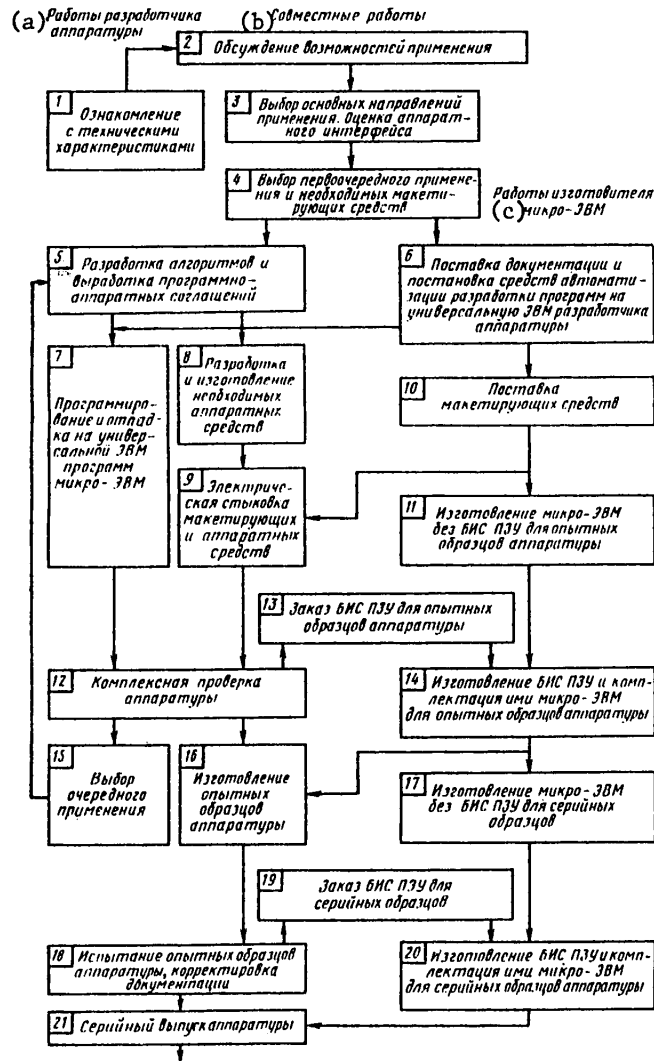 (a) Работы разработчика
аппаратуры
(b) Совместные работы
2
Обсуждение возможностей применения
1
Ознакомление
с техническими
характеристиками
3
Выбор основных направлений
применения. Оценка аппарат-
ного интерфейса
4
Выбор первоочередного примене-
ния и необходимых макети-
рующих средств
Работы изготовителя
(c) микро-ЭВМ
5
Разработка алгоритмов и
выработка программно-
аппаратных соглашений
6
Поставка документации и
постановка средств автомати-
зации разработки программ на
универсальную ЭВМ разработчика
аппаратуры
7
Программирова-
ние и отлад-
ка на универ-
сальной ЭВМ
программ
микро-ЭВМ
8
Разработка
и изготовление
необходимых
аппаратных
средств
10
Поставка
макетирующих средств
9
Электриче-
ская стыковка
макетирующих
и аппаратных
средств
11
Изготовление микро-ЭВМ
без БИС ПЗУ для опытных
образцов аппаратуры
13
Заказ БИС ПЗУ для опытных
образцов аппаратуры
12
Комплексная проверка
аппаратуры
14
Изготовление БИС ПЗУ и комп-
лектация ими микро-ЭВМ
для опытных образцов аппаратуры
15
Выбор
очередного
применения
16
Изготовление
опытных
образцов
аппаратуры
17
Изготовление микро-ЭВМ
без БИС ПЗУ для серийных
образцов
19
Заказ БИС ПЗУ для
серийных образцов
18
Испытание опытных образцов
аппаратуры, корректировка
документации
20
Изготовление БИС ПЗУ и комп-
лектация ими микро-ЭВМ
для серийных образцов аппаратуры
21
Серийный выпуск аппаратуры